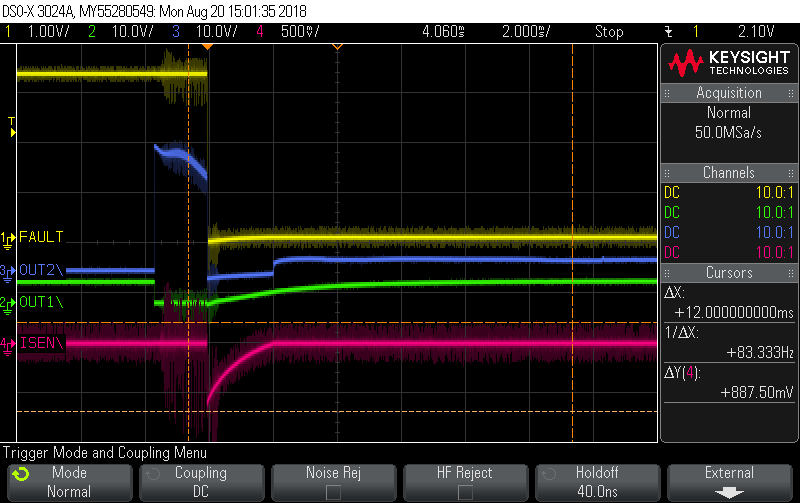 DSO-X 3024A, MY55280549: Mon Aug 20 15:01:35 2018
1 1.00V/ 2 10.0V/ 3 10.0V/ 4 500mV/ 4.060ms 2.000ms/ Stop 1 2.10V
KEYSIGHT
TECHNOLOGIES
Acquisition
Normal
50.0MSa/s
Channels
DC 10.0:1
DC 10.0:1
DC 10.0:1
DC 10.0:1
Cursors
ΔX:
+12.000000000ms
1/ΔX:
+83.333Hz
ΔY(4):
+887.50mV
T
1 FAULT
3 OUT2\
2 OUT1\
4 ISEN\
Trigger Mode and Coupling Menu
Mode
Normal
Coupling
DC
Noise Rej
HF Reject
Holdoff
40.0ns
External